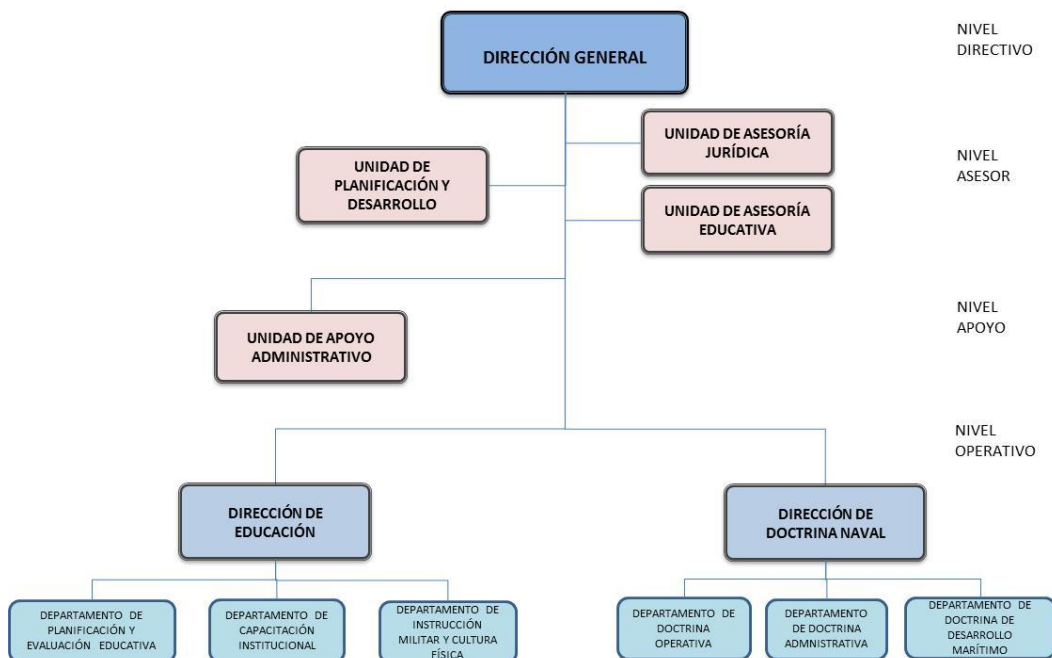 DIRECCIÓN GENERAL
NIVEL
DIRECTIVO
UNIDAD DE
PLANIFICACIÓN Y
DESARROLLO
UNIDAD DE ASESORÍA
JURÍDICA
UNIDAD DE ASESORÍA
EDUCATIVA
NIVEL
ASESOR
UNIDAD DE APOYO
ADMINISTRATIVO
NIVEL
APOYO
NIVEL
OPERATIVO
DIRECCIÓN DE
EDUCACIÓN
DIRECCIÓN DE
DOCTRINA NAVAL
DEPARTAMENTO DE
PLANIFICACIÓN Y
EVALUACIÓN EDUCATIVA
DEPARTAMENTO DE
CAPACITACIÓN
INSTITUCIONAL
DEPARTAMENTO DE
INSTRUCCIÓN
MILITAR Y CULTURA
FÍSICA
DEPARTAMENTO DE
DOCTRINA
OPERATIVA
DEPARTAMENTO
DE DOCTRINA
ADMNISTRATIVA
DEPARTAMENTO DE
DOCTRINA DE
DESARROLLO
MARÍTIMO